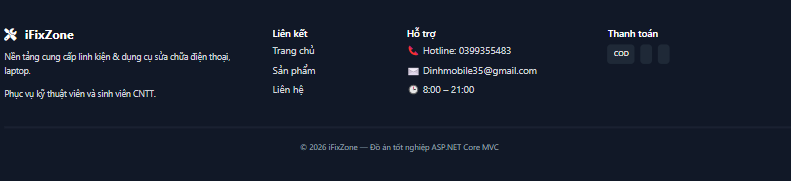 iFixZone
Nền tảng cung cấp linh kiện & dụng cụ sửa chữa điện thoại,
laptop.
Phục vụ kỹ thuật viên và sinh viên CNTT.
Liên kết
Trang chủ
Sản phẩm
Liên hệ
Hỗ trợ
Hotline: 0399355483
Dinhmobile35@gmail.com
8:00 – 21:00
Thanh toán
COD
© 2026 iFixZone — Đồ án tốt nghiệp ASP.NET Core MVC